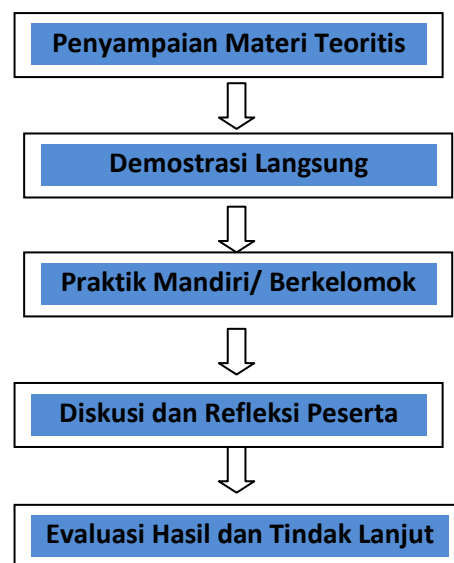 Penyampaian Materi Teoritis
Demostrasi Langsung
Praktik Mandiri/ Berkelomok
Diskusi dan Refleksi Peserta
Evaluasi Hasil dan Tindak Lanjut